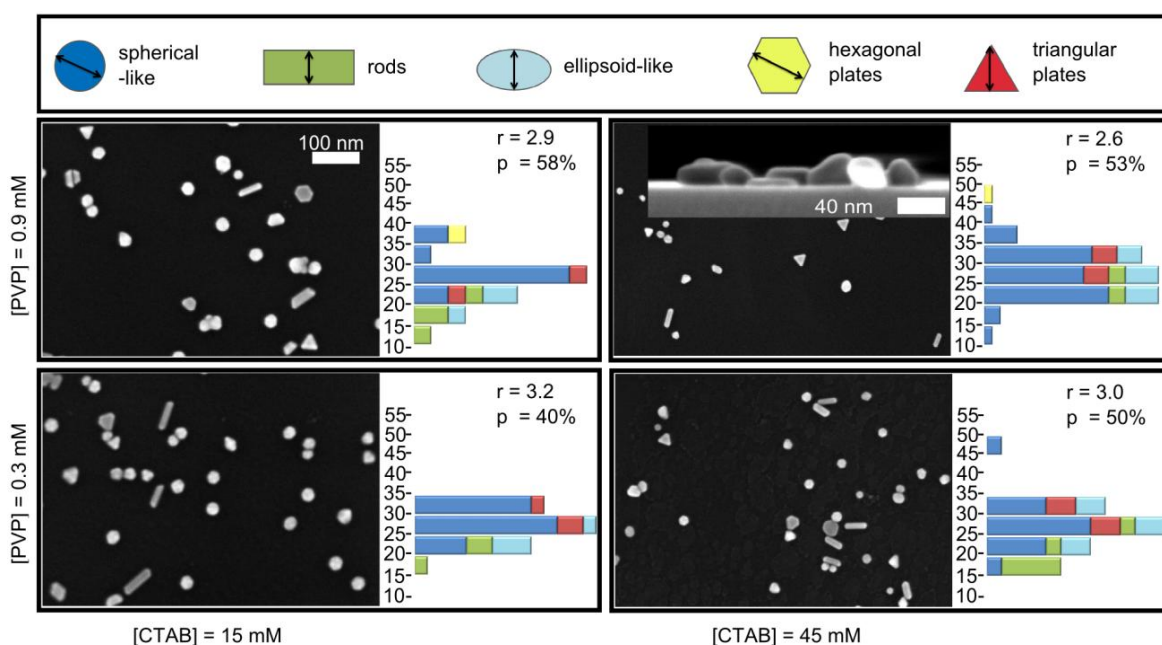 spherical
-like
rods
ellipsoid-like
hexagonal
plates
triangular
plates
[PVP] = 0.9 mM
100 nm
r = 2.9
p = 58%
55-
50-
45-
40-
35-
30-
25-
20-
15-
10-
40 nm
r = 2.6
p = 53%
55-
50-
45-
40-
35-
30-
25-
20-
15-
10-
[PVP] = 0.3 mM
r = 3.2
p = 40%
55-
50-
45-
40-
35-
30-
25-
20-
15-
10-
r = 3.0
p = 50%
55-
50-
45-
40-
35-
30-
25-
20-
15-
10-
[CTAB] = 15 mM
[CTAB] = 45 mM